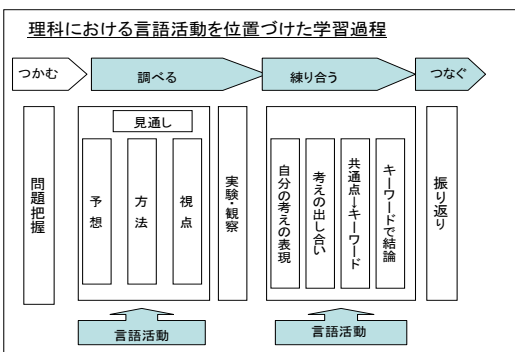 理科における言語活動を位置づけた学習過程
つかむ
調べる
練り合う
つなぐ
問題把握
見通し
予想
方法
視点
実験・観察
自分の考えの表現
考えの出し合い
共通点→キーワード
キーワードで結論
振り返り
言語活動
言語活動